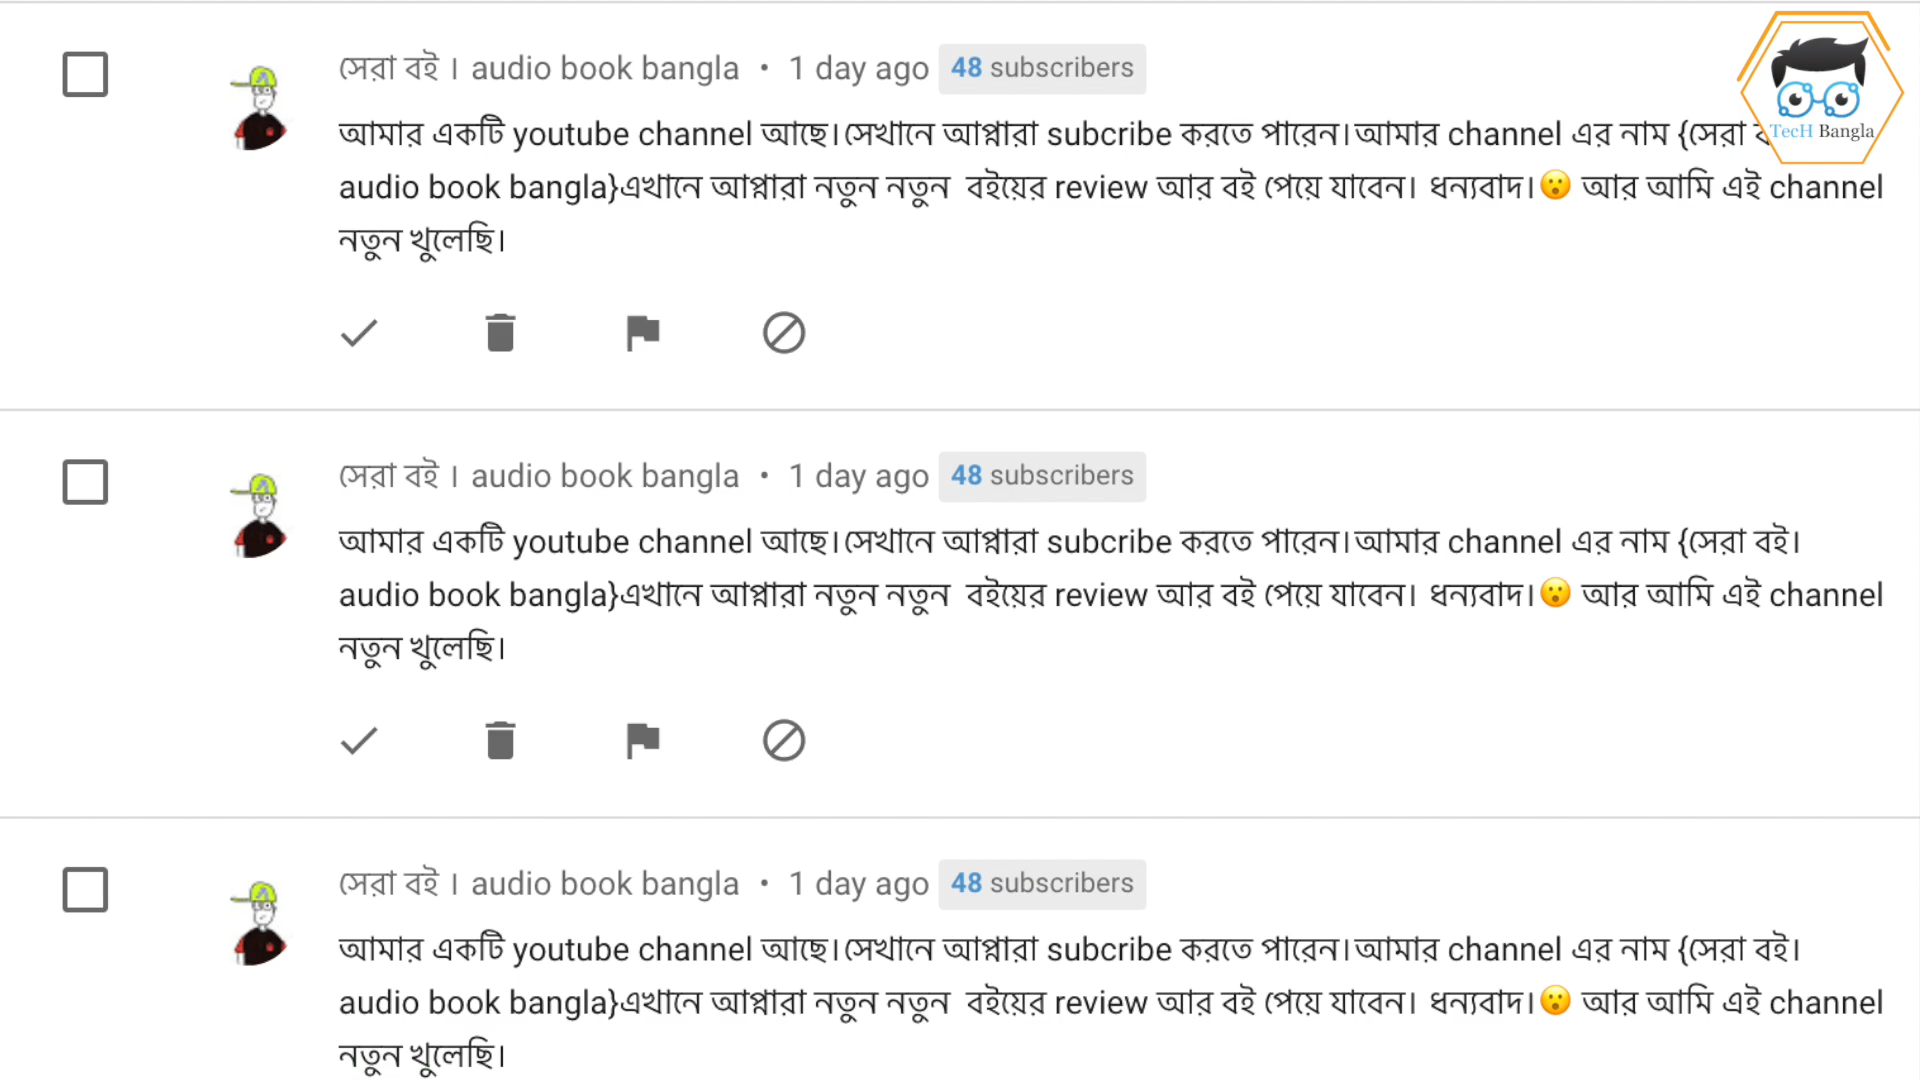 সেরা বই । audio book bangla • 1 day ago 48 subscribers
আমার একটি youtube channel আছে।সেখানে আপ্নারা subcribe করতে পারেন।আমার channel এর নাম {সেরা
audio book bangla}এখানে আপ্নারা নতুন নতুন বইয়ের review আর বই পেয়ে যাবেন। ধন্যবাদ।😮 আর আমি এই channel
নতুন খুলেছি।
TecH Bangla
সেরা বই । audio book bangla • 1 day ago 48 subscribers
আমার একটি youtube channel আছে।সেখানে আপ্নারা subcribe করতে পারেন।আমার channel এর নাম {সেরা বই।
audio book bangla}এখানে আপ্নারা নতুন নতুন বইয়ের review আর বই পেয়ে যাবেন। ধন্যবাদ।😮 আর আমি এই channel
নতুন খুলেছি।
সেরা বই । audio book bangla • 1 day ago 48 subscribers
আমার একটি youtube channel আছে।সেখানে আপ্নারা subcribe করতে পারেন।আমার channel এর নাম {সেরা বই।
audio book bangla}এখানে আপ্নারা নতুন নতুন বইয়ের review আর বই পেয়ে যাবেন। ধন্যবাদ।😮 আর আমি এই channel
নতুন খুলেছি।